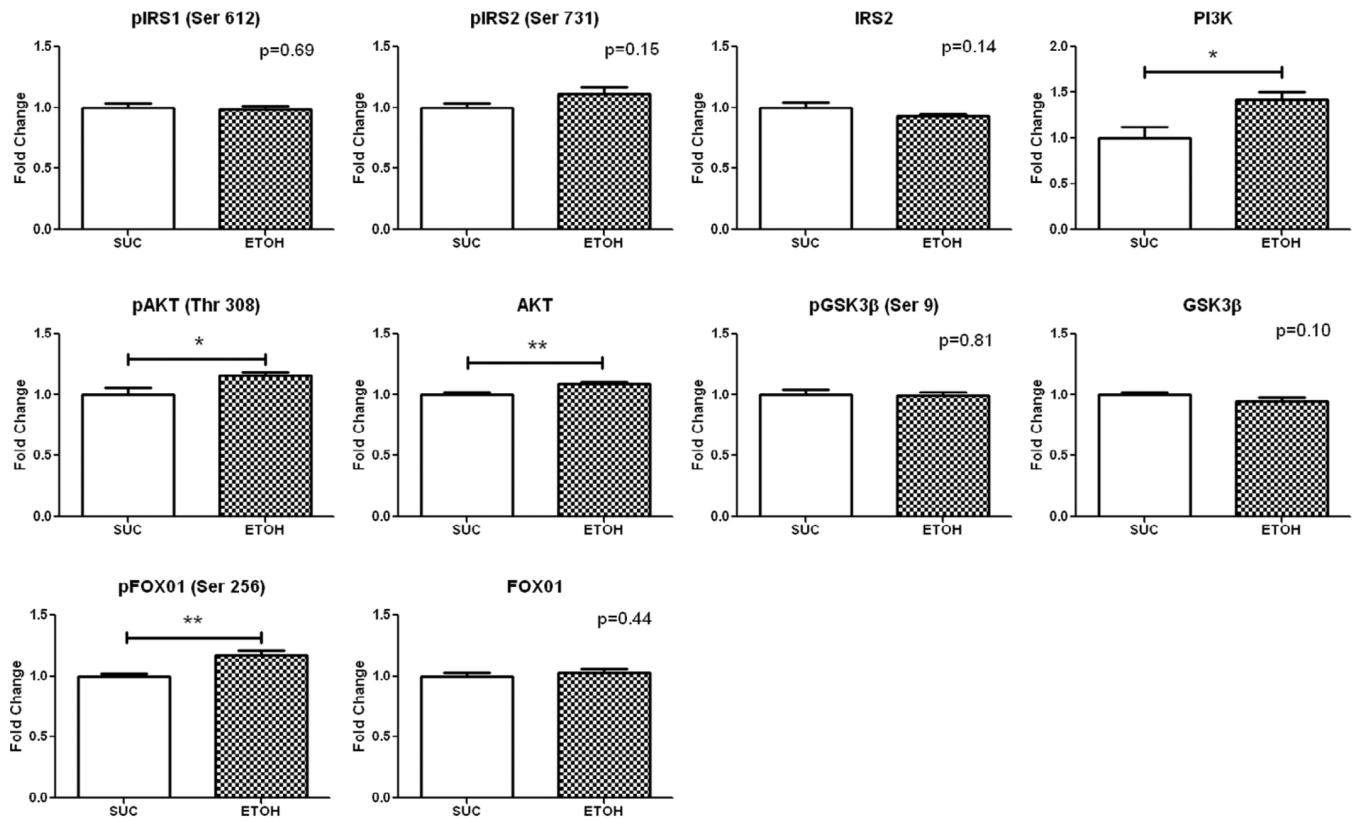 pIRS1 (Ser 612)
p=0.69
1.5
1.0
0.5
0.0
Fold Change
SUC
ETOH
pIRS2 (Ser 731)
p=0.15
1.5
1.0
0.5
0.0
Fold Change
SUC
ETOH
IRS2
p=0.14
1.5
1.0
0.5
0.0
Fold Change
SUC
ETOH
PI3K
*
2.0
1.5
1.0
0.5
0.0
Fold Change
SUC
ETOH
pAKT (Thr 308)
*
1.5
1.0
0.5
0.0
Fold Change
SUC
ETOH
AKT
**
1.5
1.0
0.5
0.0
Fold Change
SUC
ETOH
pGSK3β (Ser 9)
p=0.81
1.5
1.0
0.5
0.0
Fold Change
SUC
ETOH
GSK3β
p=0.10
1.5
1.0
0.5
0.0
Fold Change
SUC
ETOH
pFOX01 (Ser 256)
**
1.5
1.0
0.5
0.0
Fold Change
SUC
ETOH
FOX01
p=0.44
1.5
1.0
0.5
0.0
Fold Change
SUC
ETOH